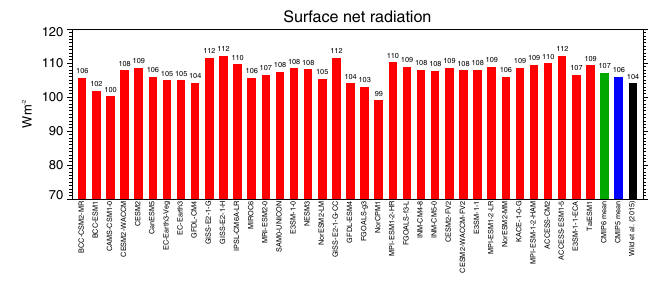 Surface net radiation
Wm-2
120
110
100
90
80
70
106
102
100
108
109
106
105
105
104
112
112
110
106
107
108
109
108
105
112
104
103
99
110
109
108
108
109
108
108
109
106
108
109
110
112
107
109
107
106
104
BCC-CSM2-MR
BCC-ESM1
CAMS-CSM1-0
CESM2-WACCM
CESM2
CanESM5
EC-Earth3-Veg
EC-Earth3
GFDL-CM4
GISS-E2-1-G
GISS-E2-1-H
IPSL-CM6A-LR
MIROC6
MRI-ESM2-0
SAM0-UNICON
E3SM-1-0
NESM3
NorESM2-LM
GISS-E2-1-G-CC
GFDL-ESM4
FGOALS-g3
NorCPM1
MPI-ESM1-2-HR
FGOALS-f3-L
INM-CM4-8
INM-CM5-0
CESM2-FV2
CESM2-WACCM-FV2
E3SM-1-1
MPI-ESM1-2-LR
NorESM2-MM
KACE-1-0-G
MPI-ESM-1-2-HAM
ACCESS-CM2
ACCESS-ESM1-5
E3SM-1-1-ECA
TaiESM1
CMIP6 mean
CMIP5 mean
Wild et al. (2015)